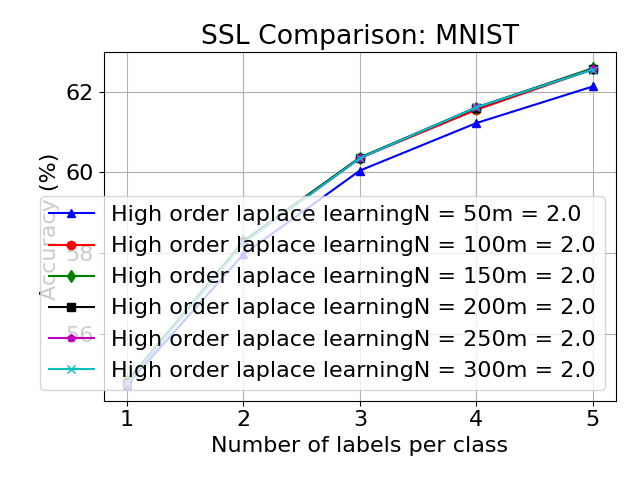 SSL Comparison: MNIST
62
60
58
56
Accuracy (%)
High order laplace learningN = 50m = 2.0
High order laplace learningN = 100m = 2.0
High order laplace learningN = 150m = 2.0
High order laplace learningN = 200m = 2.0
High order laplace learningN = 250m = 2.0
High order laplace learningN = 300m = 2.0
1 2 3 4 5
Number of labels per class